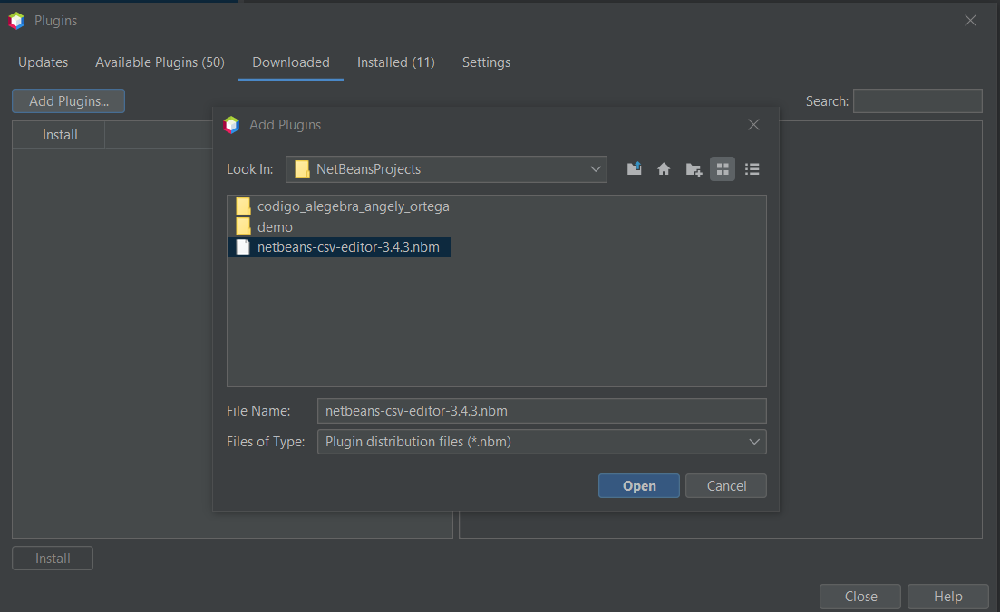 Plugins
Updates Available Plugins (50) Downloaded Installed (11) Settings
Add Plugins... Search:
Install
Add Plugins
Look In: NetBeansProjects
codigo_alegebra_angely_ortega
demo
netbeans-csv-editor-3.4.3.nbm
File Name: netbeans-csv-editor-3.4.3.nbm
Files of Type: Plugin distribution files (*.nbm)
Open Cancel
Install
Close Help